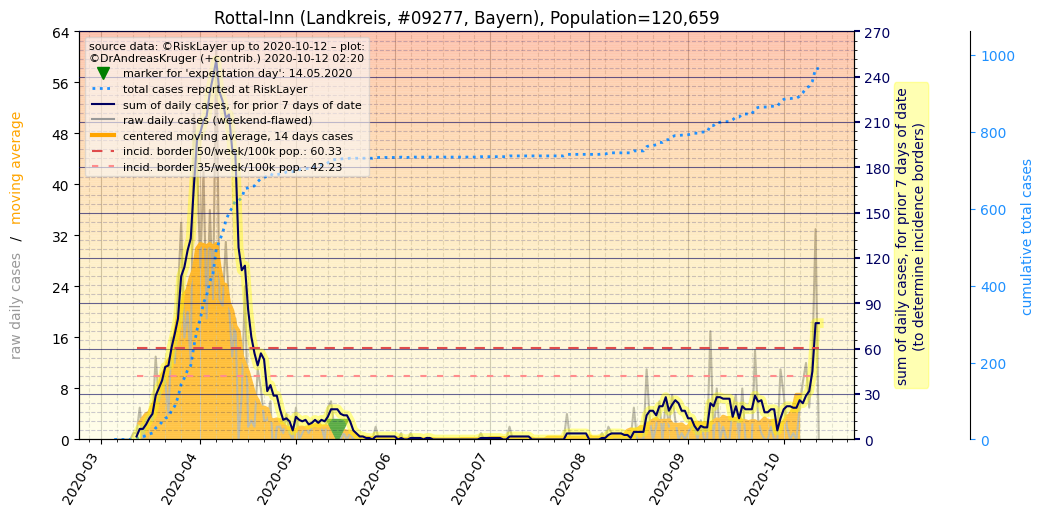 Rottal-Inn (Landkreis, #09277, Bayern), Population=120,659
source data: ©RiskLayer up to 2020-10-12 – plot:
©DrAndreasKruger (+contrib.) 2020-10-12 02:20
marker for 'expectation day': 14.05.2020
total cases reported at RiskLayer
sum of daily cases, for prior 7 days of date
raw daily cases (weekend-flawed)
centered moving average, 14 days cases
incid. border 50/week/100k pop.: 60.33
incid. border 35/week/100k pop.: 42.23
raw daily cases / moving average
64
56
48
40
32
24
16
8
0
270
240
210
180
150
120
90
60
30
0
sum of daily cases, for prior 7 days of date
(to determine incidence borders)
1000
800
600
400
200
0
cumulative total cases
2020-03
2020-04
2020-05
2020-06
2020-07
2020-08
2020-09
2020-10